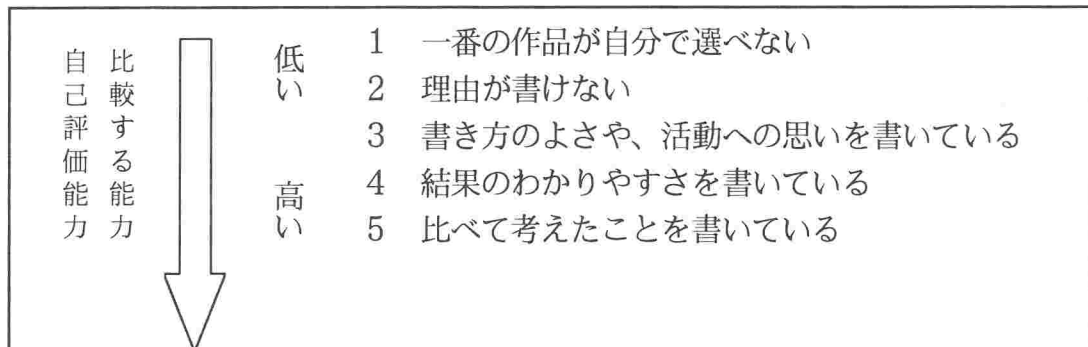 比較する能力
自己評価能力
低い
高い
1 一番の作品が自分で選べない
2 理由が書けない
3 書き方のよさや、活動への思いを書いている
4 結果のわかりやすさを書いている
5 比べて考えたことを書いている